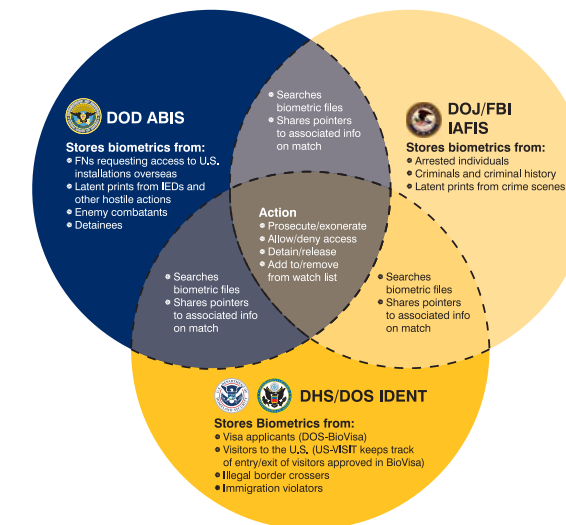 • Searches
biometric files
• Shares pointers
to associated info
on match
DOD ABIS
Stores biometrics from:
• FNs requesting access to U.S.
installations overseas
• Latent prints from IEDs and
other hostile actions
• Enemy combatants
• Detainees
DOJ/FBI
IAFIS
Stores biometrics from:
• Arrested individuals
• Criminals and criminal history
• Latent prints from crime scenes
Action
• Prosecute/exonerate
• Allow/deny access
• Detain/release
• Add to/remove
from watch list
• Searches
biometric files
• Shares pointers
to associated info
on match
• Searches
biometric files
• Shares pointers
to associated info
on match
DHS/DOS IDENT
Stores Biometrics from:
• Visa applicants (DOS-BioVisa)
• Visitors to the U.S. (US-VISIT keeps track
of entry/exit of visitors approved in BioVisa)
• Illegal border crossers
• Immigration violators